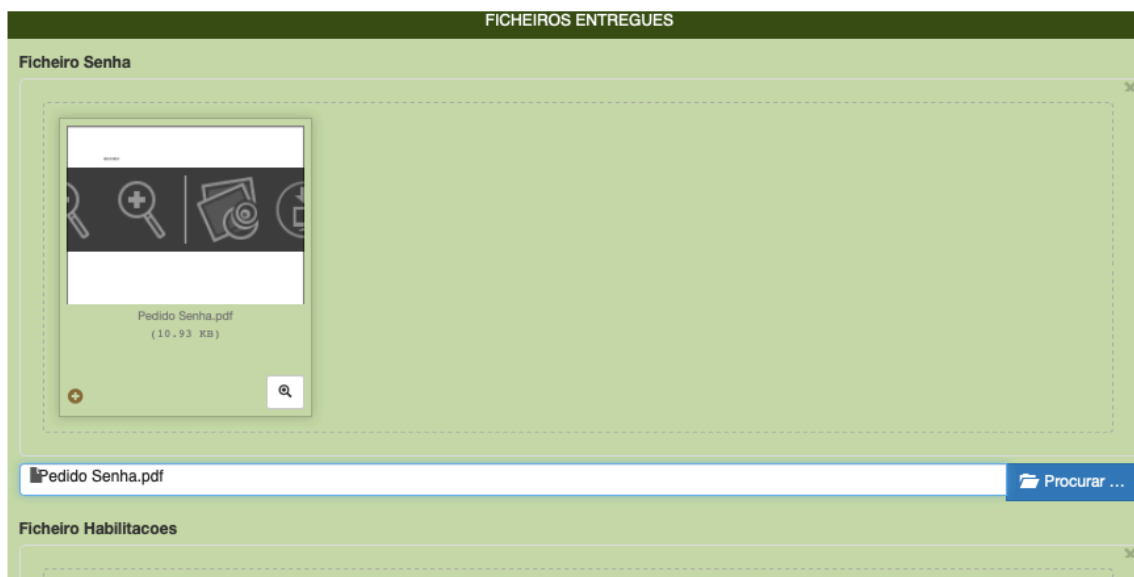 FICHEIROS ENTREGUES
Ficheiro Senha
Pedido Senha.pdf
(10.93 KB)
Pedido Senha.pdf
Procurar ...
Ficheiro Habilitacoes